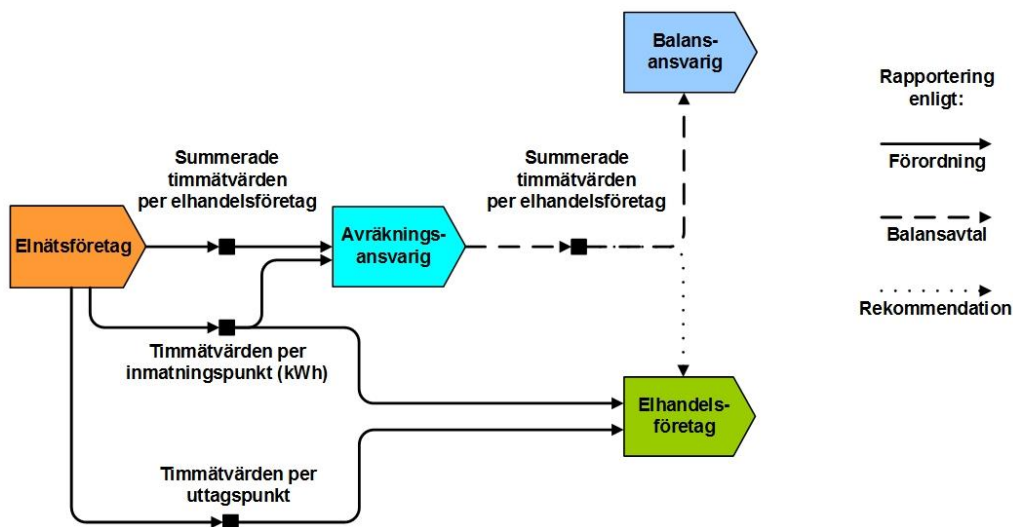 Balans-
ansvarig
Rapportering
enligt:
Förordning
Balansavtal
Rekommendation
Summerade
timmätvärden
per elhandelsföretag
Summerade
timmätvärden
per elhandelsföretag
Elnätsföretag
Avräknings-
ansvarig
Timmätvärden per
inmatningspunkt (kWh)
Elhandels-
företag
Timmätvärden per
uttagspunkt